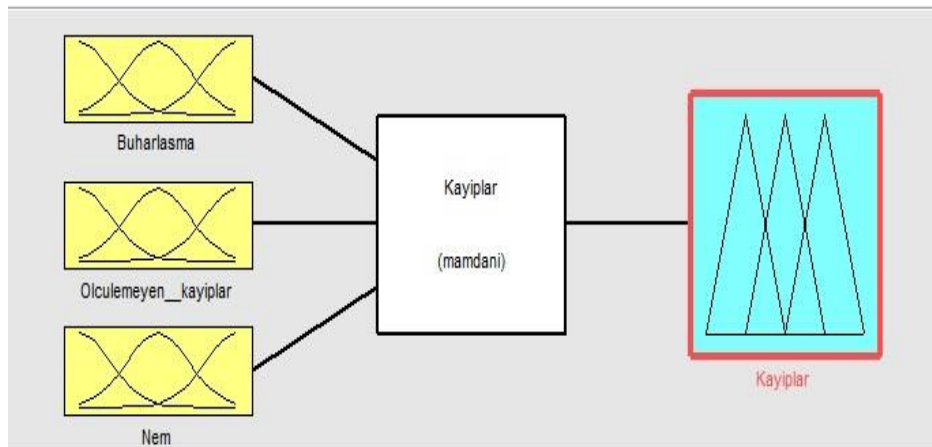 Buharlasma
Olculemeyen__kayiplar
Nem
Kayiplar
(mamdani)
Kayiplar